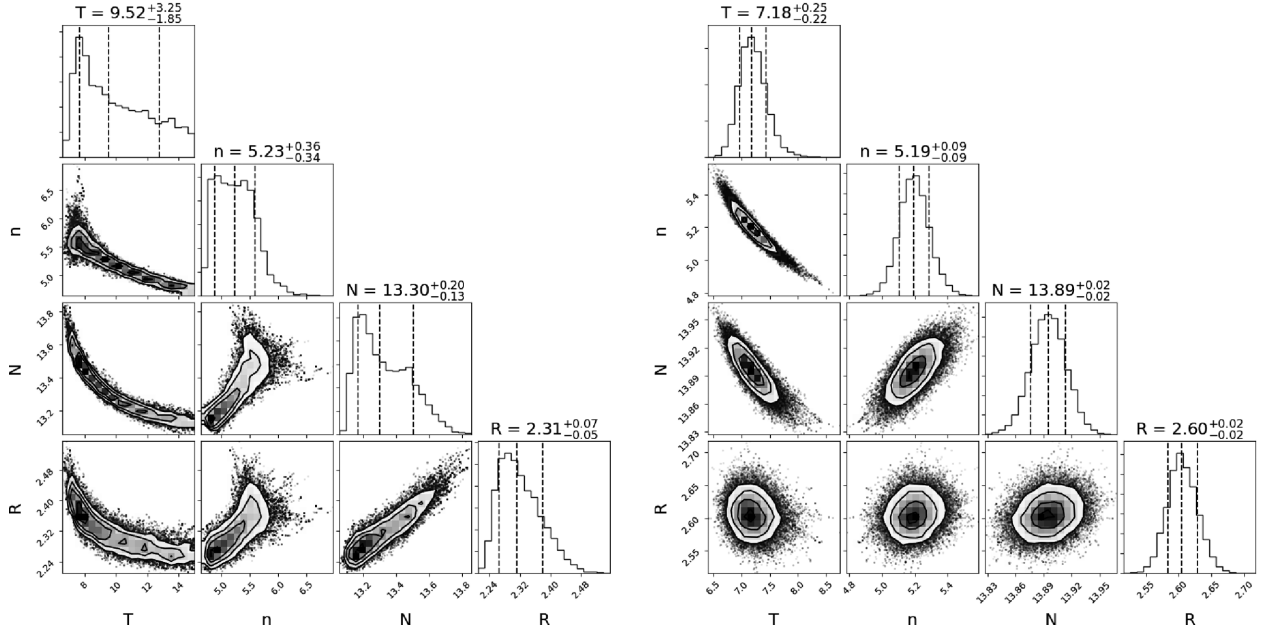 T = 9.52+3.25−1.85
n = 5.23+0.36−0.34
N = 13.30+0.20−0.13
R = 2.31+0.07−0.05
n
6.5
6.0
5.5
5.0
N
13.8
13.6
13.4
13.2
R
2.48
2.40
2.32
2.24
8 10 12 14
5.0 5.5 6.0 6.5
13.2 13.4 13.6 13.8
2.24 2.32 2.40 2.48
T n N R
T = 7.18+0.25−0.22
n = 5.19+0.09−0.09
N = 13.89+0.02−0.02
R = 2.60+0.02−0.02
n
5.4
5.2
5.0
4.8
N
13.95
13.92
13.89
13.86
13.83
R
2.70
2.65
2.60
2.55
6.5 7.0 7.5 8.0 8.5
4.8 5.0 5.2 5.4
13.83 13.86 13.89 13.92 13.95
2.55 2.60 2.65 2.70
T n N R